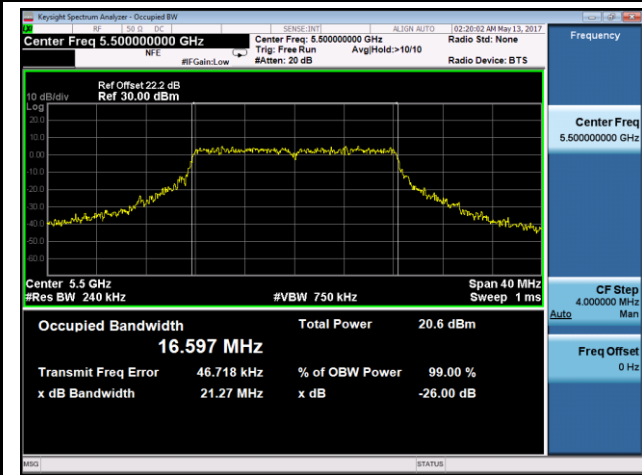 Keysight Spectrum Analyzer - Occupied BW
RF 50 Ω DC SENSE:INT ALIGN AUTO 02:20:02 AM May 13, 2017
Center Freq 5.500000000 GHz
NFE
#IFGain:Low
Center Freq: 5.500000000 GHz
Trig: Free Run Avg|Hold:>10/10
#Atten: 20 dB
Radio Std: None
Radio Device: BTS
Frequency
Ref Offset 22.2 dB
10 dB/div Ref 30.00 dBm
Log
20.0
10.0
0.00
-10.0
-20.0
-30.0
-40.0
-50.0
-60.0
Center 5.5 GHz Span 40 MHz
#Res BW 240 kHz #VBW 750 kHz Sweep 1 ms
Occupied Bandwidth Total Power 20.6 dBm
16.597 MHz
Transmit Freq Error 46.718 kHz % of OBW Power 99.00 %
x dB Bandwidth 21.27 MHz x dB -26.00 dB
Center Freq
5.500000000 GHz
CF Step
4.000000 MHz
Auto Man
Freq Offset
0 Hz
MSG STATUS